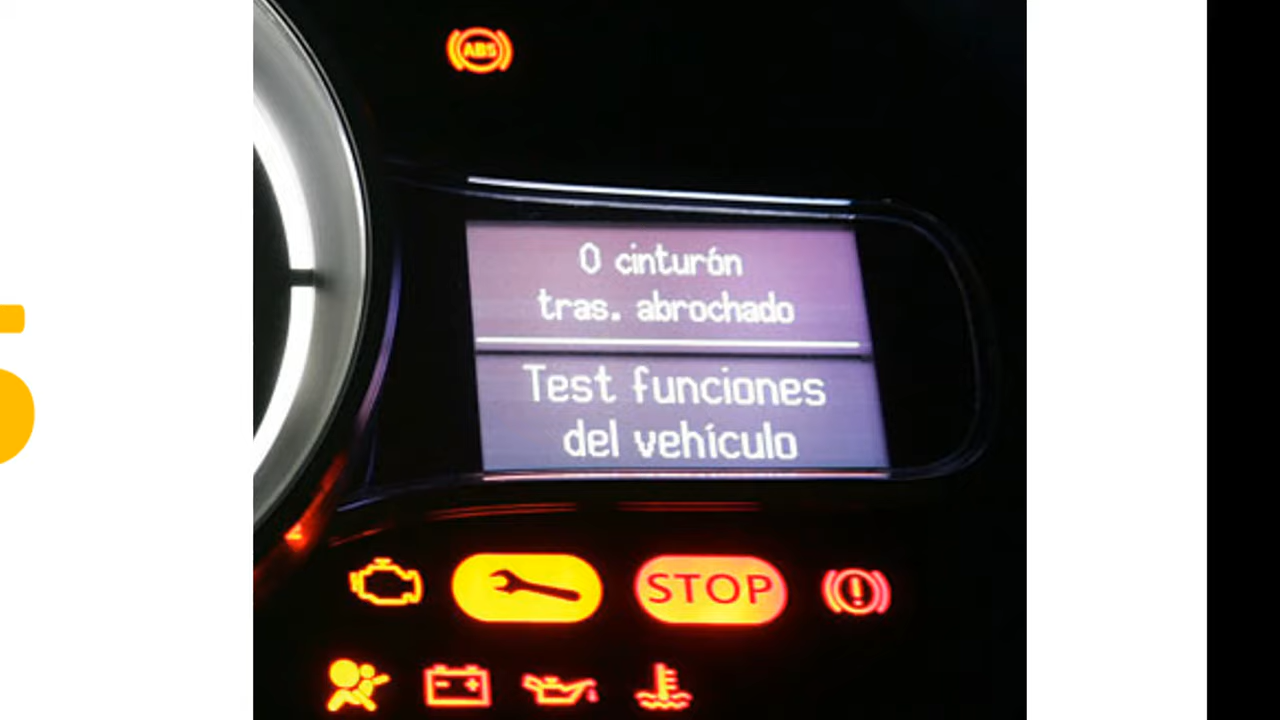 ABS
0 cinturón
tras. abrochado
Test funciones
del vehículo
STOP